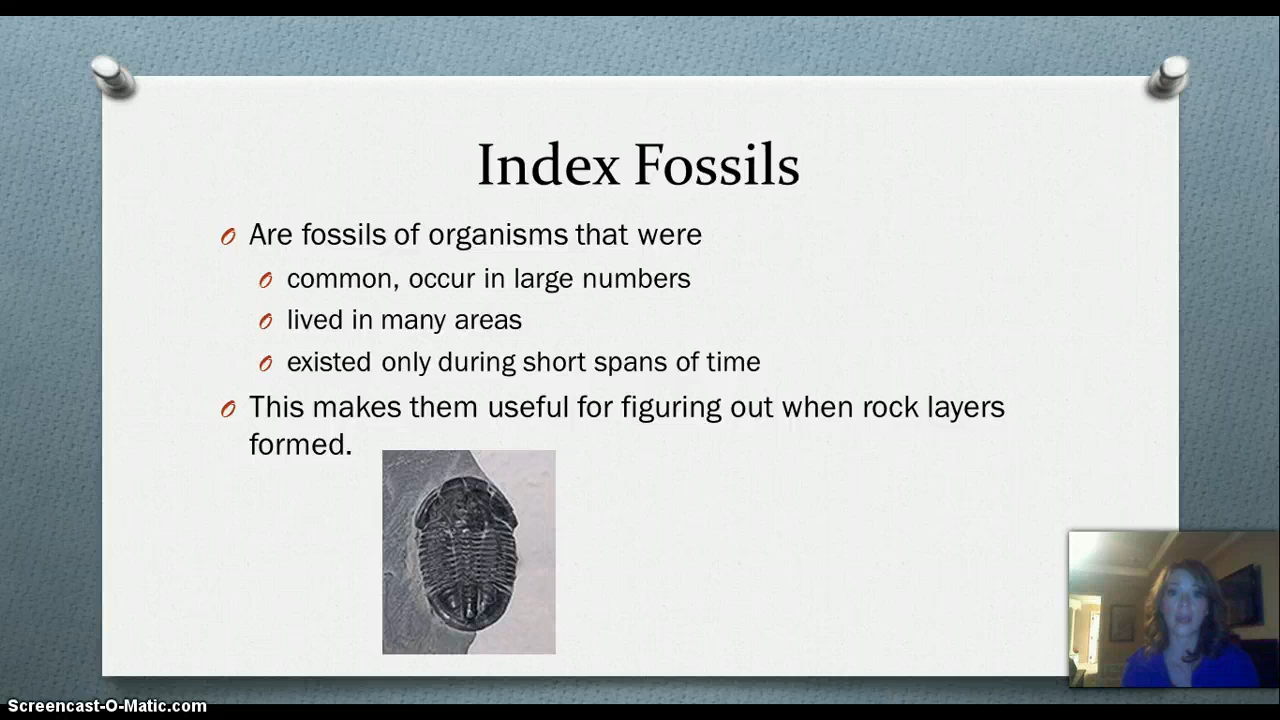 Index Fossils
Are fossils of organisms that were
common, occur in large numbers
lived in many areas
existed only during short spans of time
This makes them useful for figuring out when rock layers
formed.
Screencast-O-Matic.com